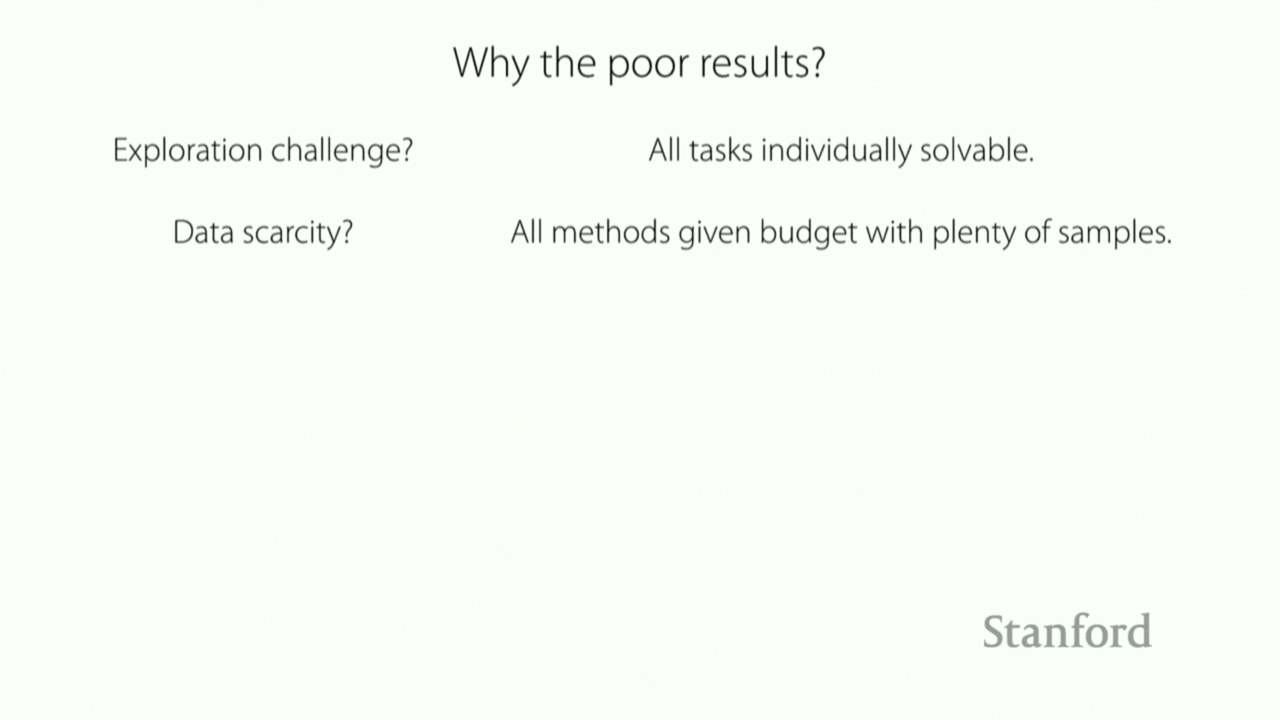 Why the poor results?
Exploration challenge? All tasks individually solvable.
Data scarcity? All methods given budget with plenty of samples.
Stanford